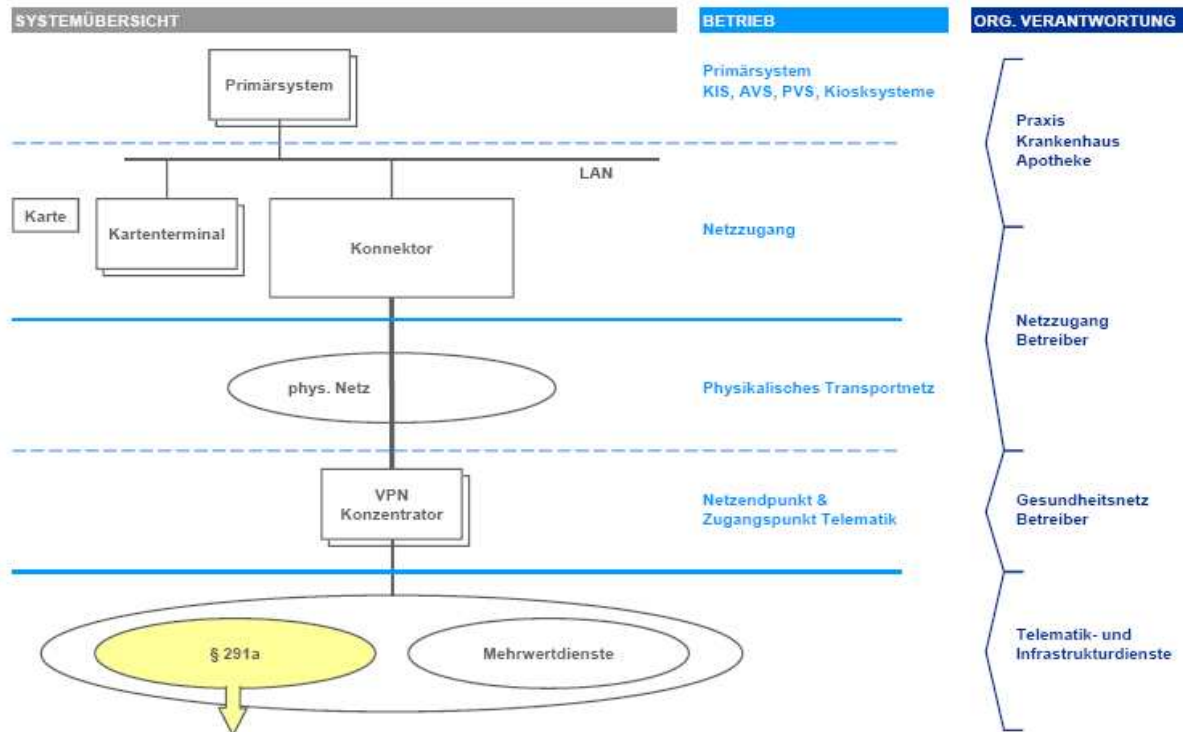 SYSTEMÜBERSICHT
BETRIEB
ORG. VERANTWORTUNG
Primärsystem
Primärsystem
KIS, AVS, PVS, Kiosksysteme
Praxis
Krankenhaus
Apotheke
LAN
Karte
Kartenterminal
Konnektor
Netzzugang
Netzzugang
Betreiber
phys. Netz
Physikalisches Transportnetz
VPN
Konzentrator
Netzendpunkt &
Zugangspunkt Telematik
Gesundheitsnetz
Betreiber
§ 291a
Mehrwertdienste
Telematik- und
Infrastrukturdienste